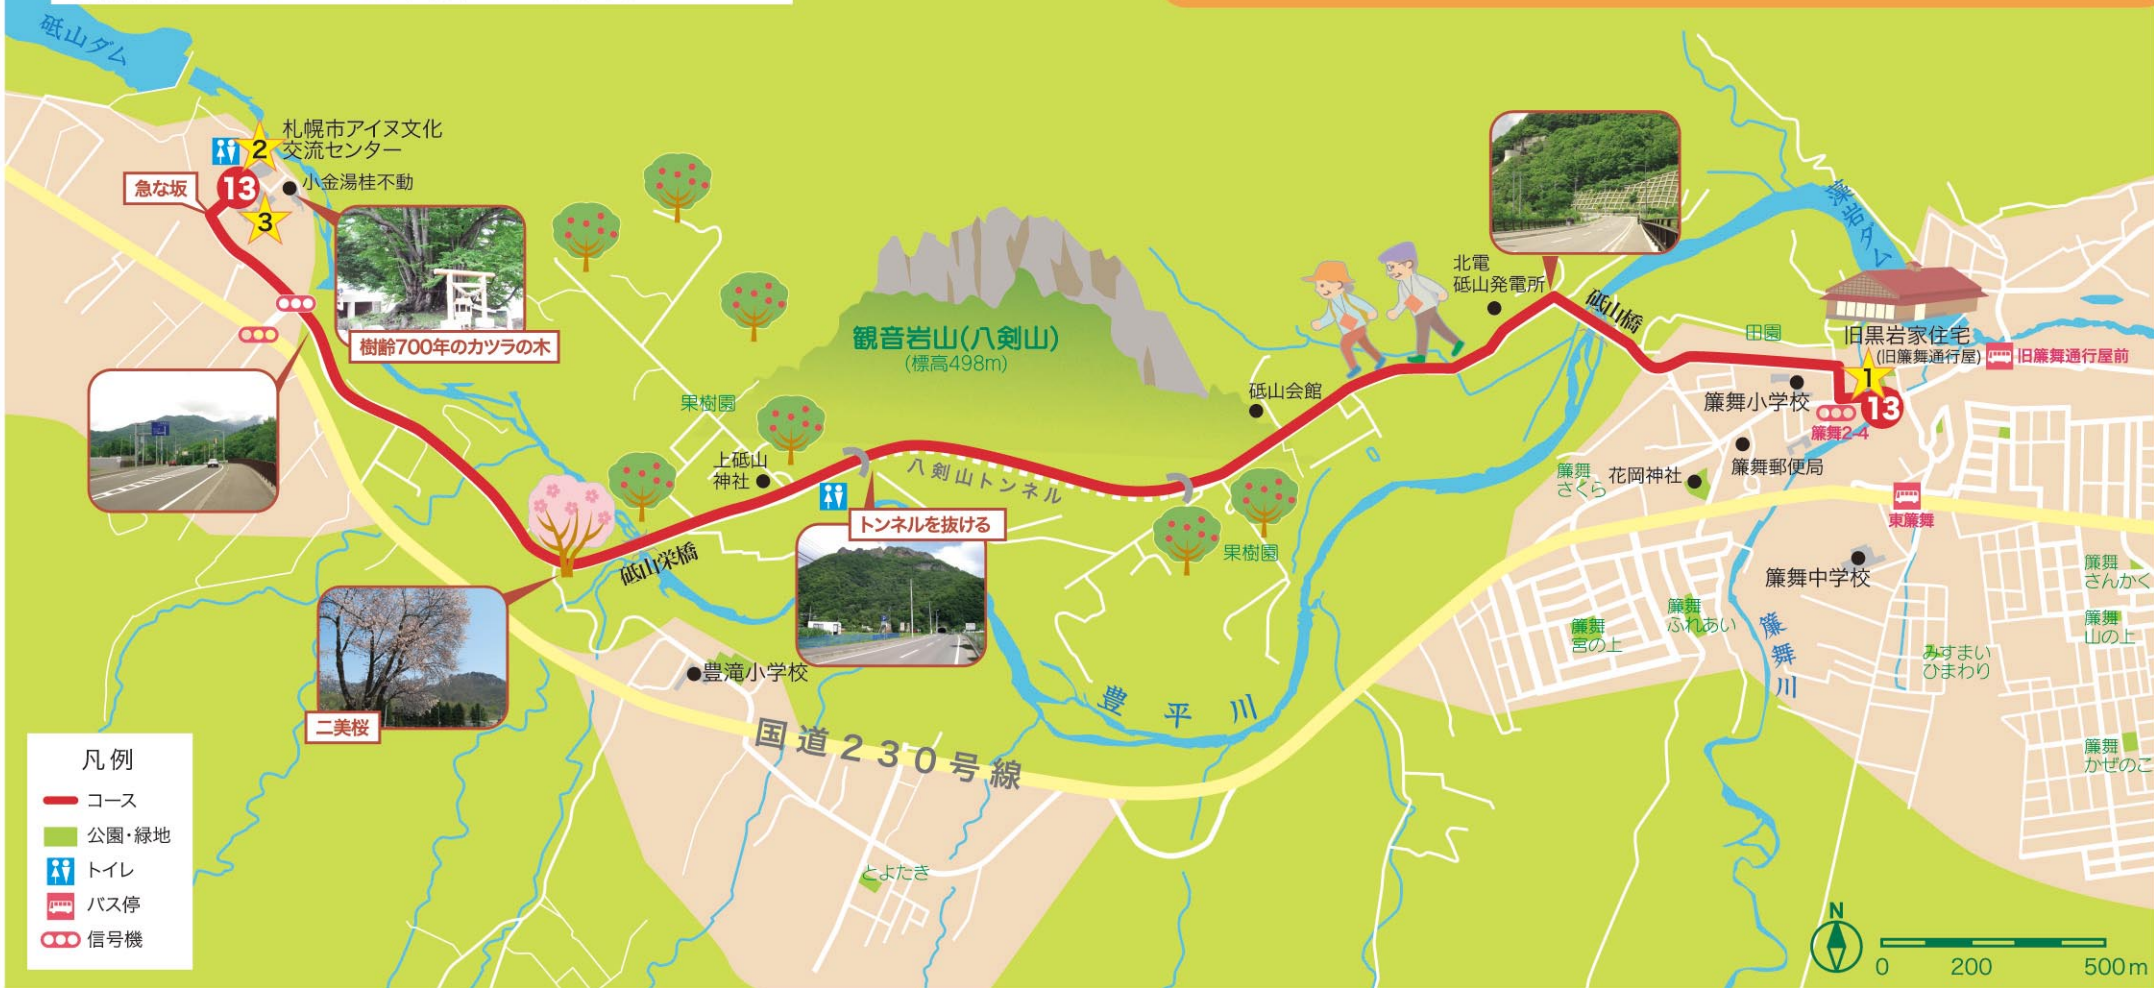 砥山ダム
札幌市アイヌ文化
交流センター
2
13
小金湯桂不動
急な坂
3
樹齢700年のカツラの木
観音岩山(八剣山)
(標高498m)
果樹園
上砥山
神社
八剣山トンネル
トンネルを抜ける
砥山栄橋
二美桜
砥山会館
果樹園
北電
砥山発電所
砥山橋
藻岩ダム
田園
旧黒岩家住宅
(旧簾舞通行屋)
旧簾舞通行屋前
1
13
簾舞小学校
簾舞2-4
簾舞郵便局
花岡神社
簾舞
さくら
東簾舞
簾舞中学校
簾舞
さんかく
簾舞
山の上
簾舞
ふれあい
簾舞
宮の上
簾舞川
みすまい
ひまわり
簾舞
かぜのこ
豊平川
豊滝小学校
国道230号線
とよたき
凡例
コース
公園・緑地
トイレ
バス停
信号機
N
0 200 500m